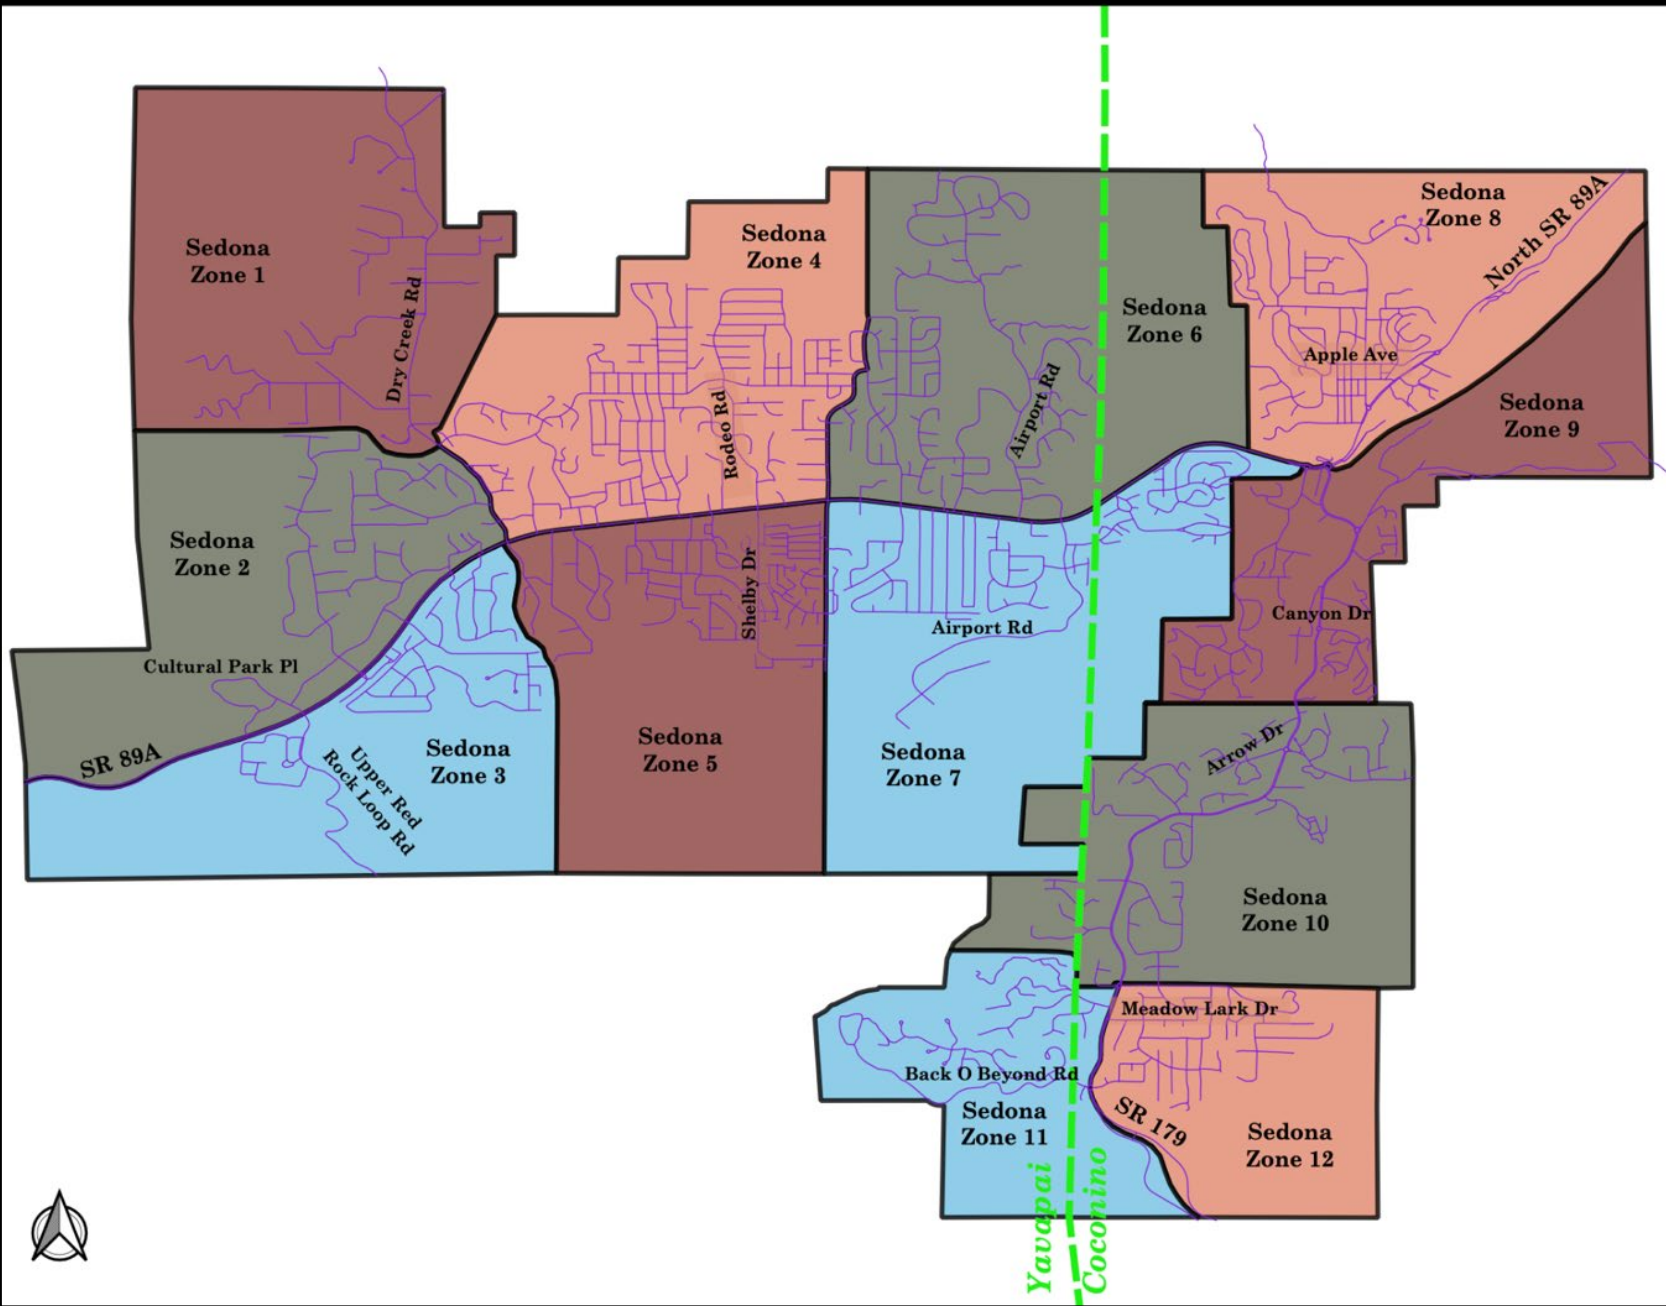 Sedona
Zone 1
Dry Creek Rd
Sedona
Zone 2
Cultural Park Pl
SR 89A
Upper Red
Rock Loop Rd
Sedona
Zone 3
Sedona
Zone 4
Rodeo Rd
Shelby Dr
Sedona
Zone 5
Sedona
Zone 6
Airport Rd
Airport Rd
Sedona
Zone 7
Sedona
Zone 8
North SR 89A
Apple Ave
Sedona
Zone 9
Canyon Dr
Arrow Dr
Sedona
Zone 10
Meadow Lark Dr
Back O Beyond Rd
Sedona
Zone 11
SR 179
Sedona
Zone 12
Yavapai
Coconino